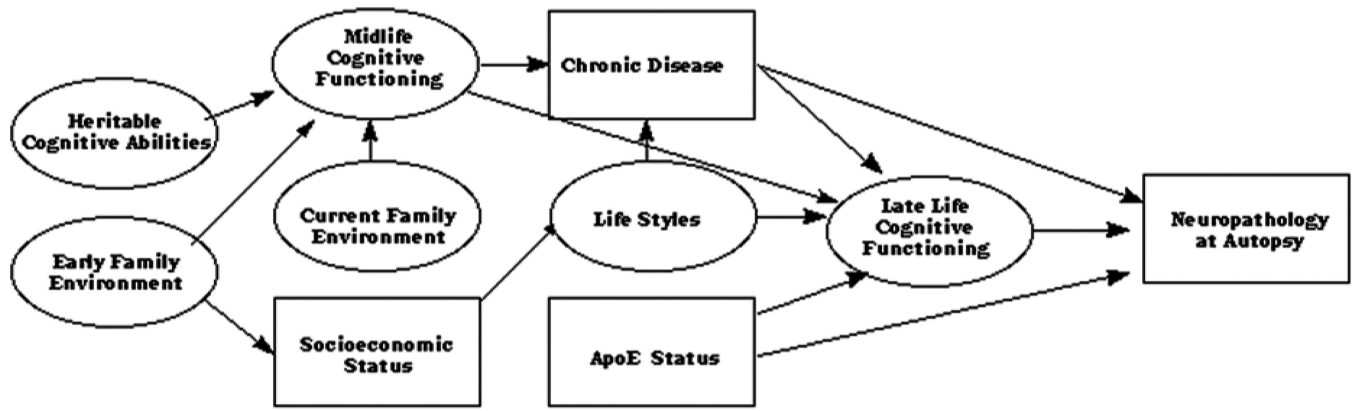 Midlife
Cognitive
Functioning
Chronic Disease
Heritable
Cognitive Abilities
Current Family
Environment
Life Styles
Late Life
Cognitive
Functioning
Neuropathology
at Autopsy
Early Family
Environment
Socioeconomic
Status
ApoE Status